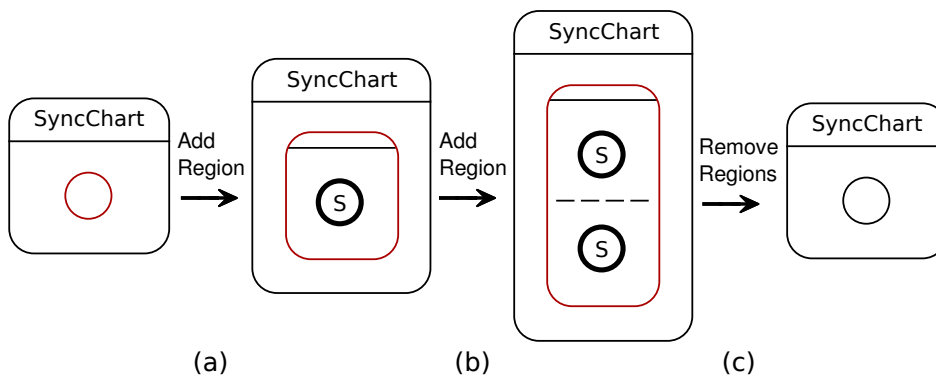 SyncChart
Add
Region
SyncChart
S
Add
Region
SyncChart
S
S
Remove
Regions
SyncChart
(a)
(b)
(c)